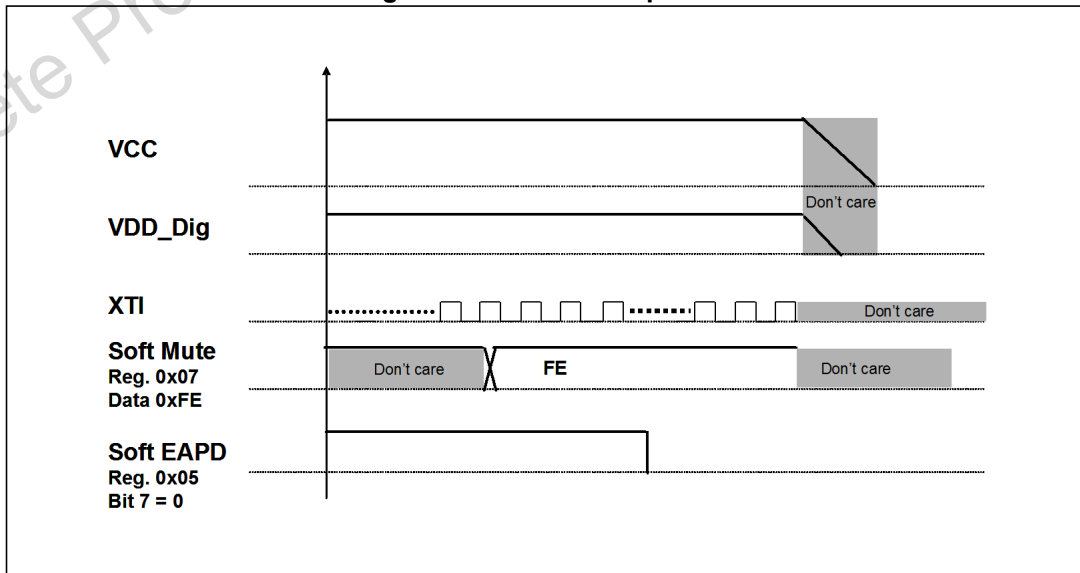 VCC
Don't care
VDD_Dig
XTI
Don't care
Soft Mute
Reg. 0x07
Data 0xFE
Don't care
FE
Don't care
Soft EAPD
Reg. 0x05
Bit 7 = 0